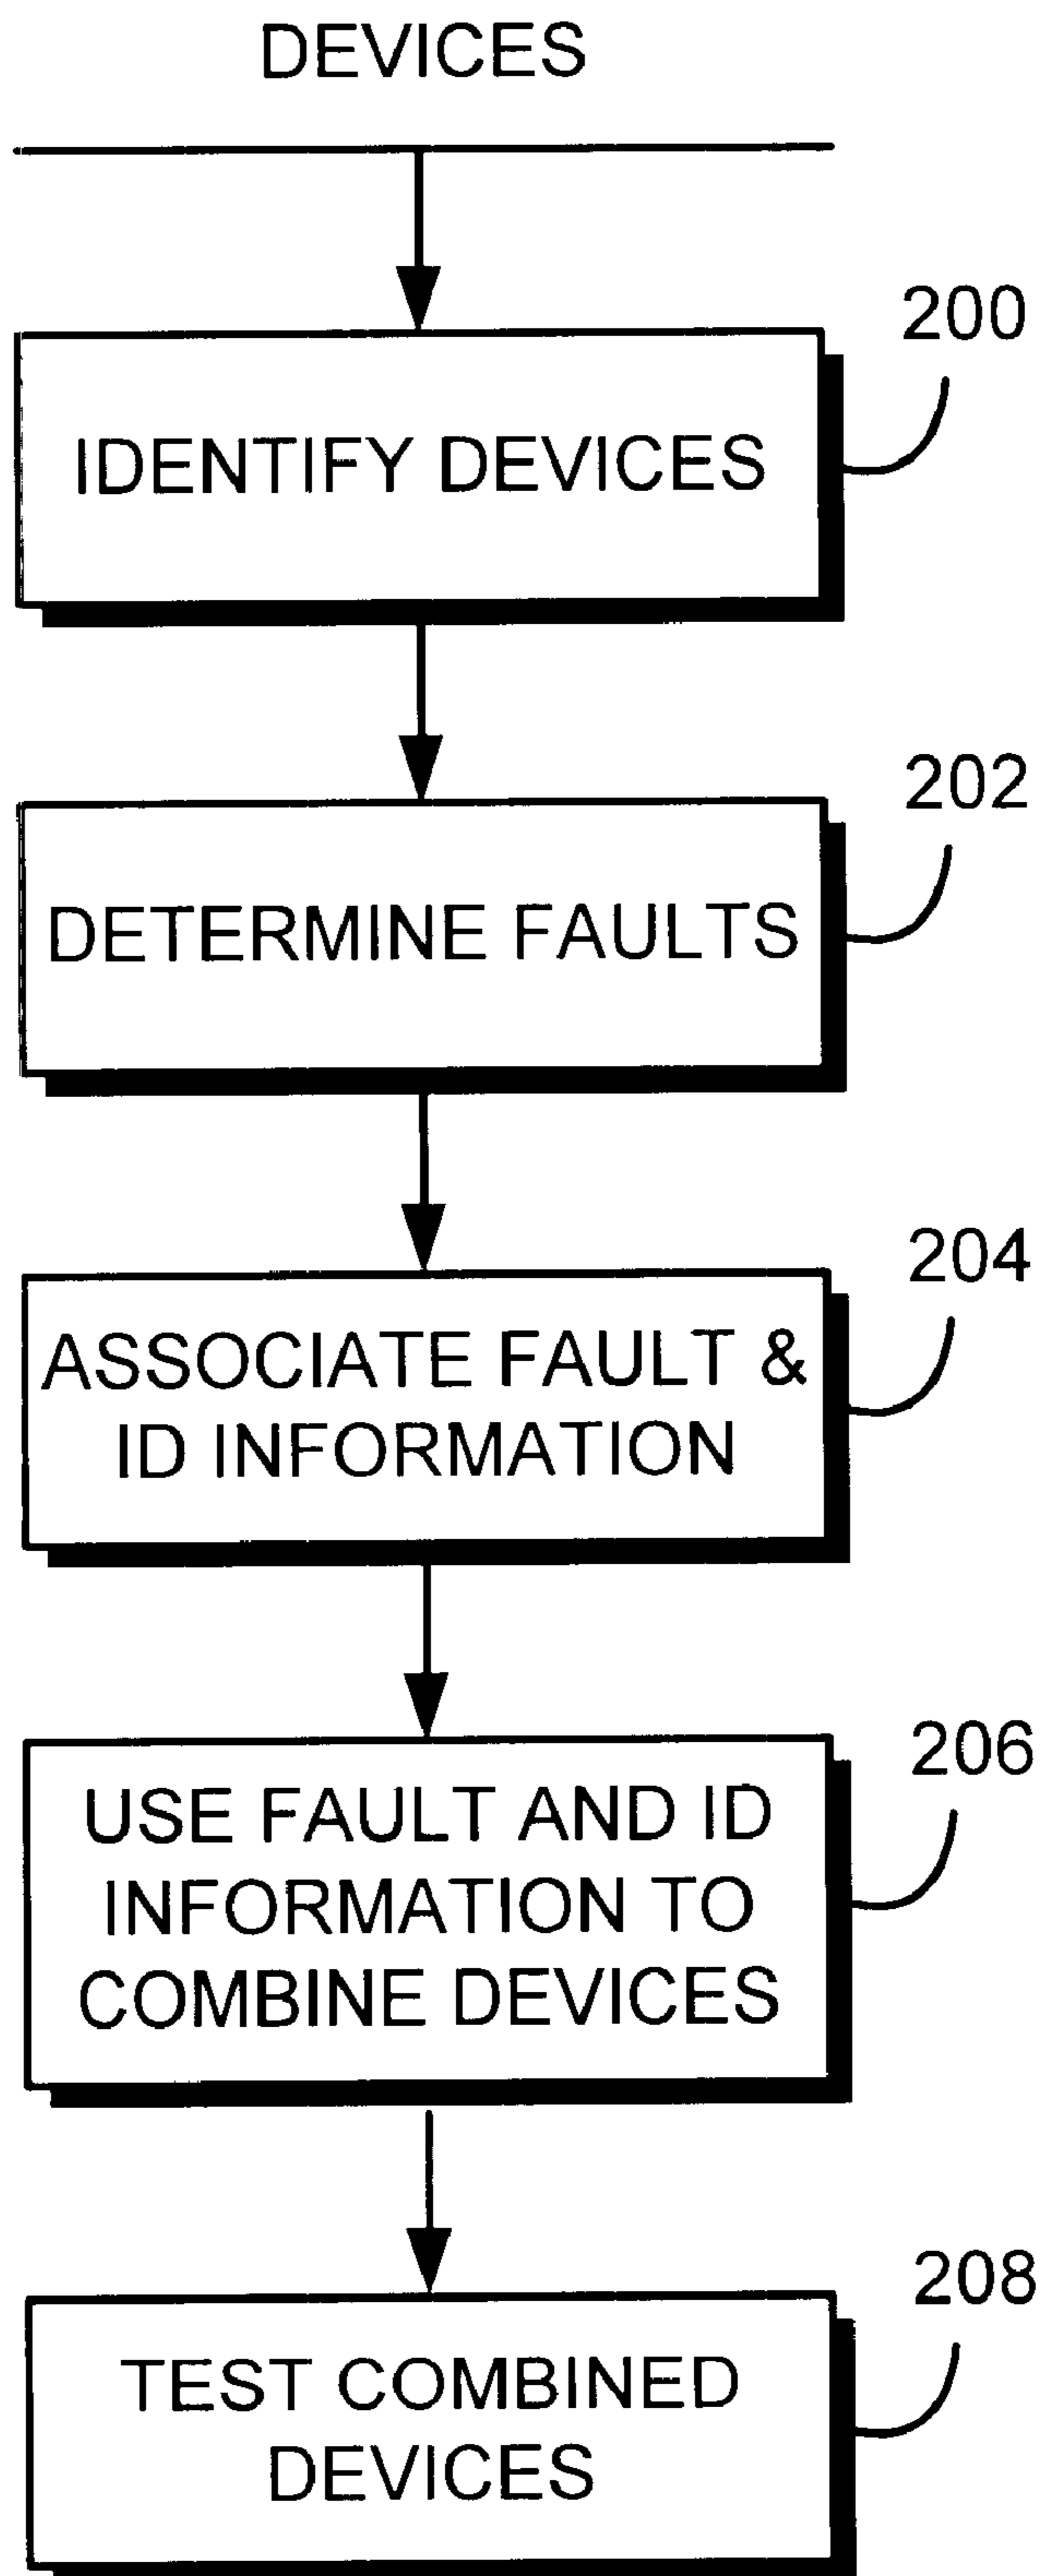 DEVICES
200
IDENTIFY DEVICES
202
DETERMINE FAULTS
204
ASSOCIATE FAULT &
ID INFORMATION
206
USE FAULT AND ID
INFORMATION TO
COMBINE DEVICES
208
TEST COMBINED
DEVICES